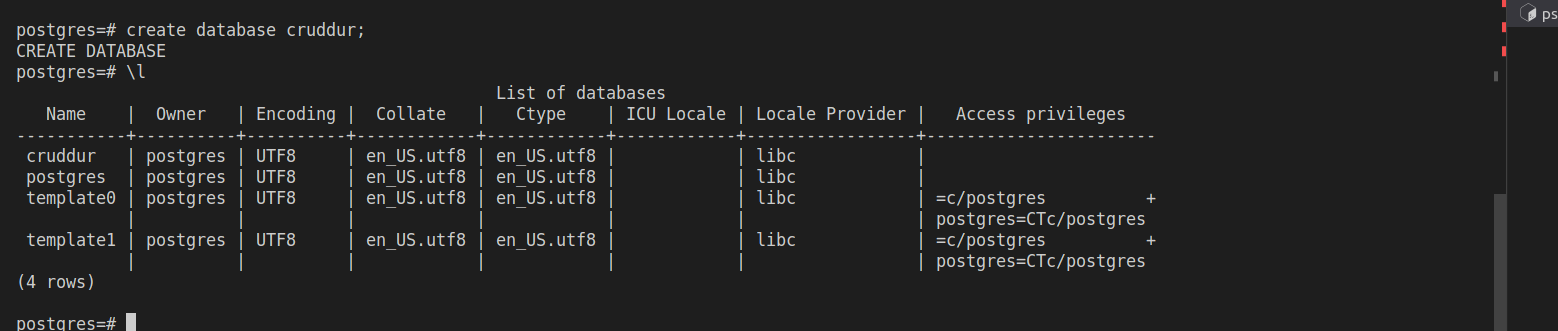 postgres=# create database cruddur;
CREATE DATABASE
postgres=# \l
                                                List of databases
   Name    |  Owner   | Encoding |  Collate   |   Ctype    | ICU Locale | Locale Provider |   Access privileges
-----------+----------+----------+------------+------------+------------+-----------------+-----------------------
 cruddur   | postgres | UTF8     | en_US.utf8 | en_US.utf8 |            | libc            |
 postgres  | postgres | UTF8     | en_US.utf8 | en_US.utf8 |            | libc            |
 template0 | postgres | UTF8     | en_US.utf8 | en_US.utf8 |            | libc            | =c/postgres          +
           |          |          |            |            |            |                 | postgres=CTc/postgres
 template1 | postgres | UTF8     | en_US.utf8 | en_US.utf8 |            | libc            | =c/postgres          +
           |          |          |            |            |            |                 | postgres=CTc/postgres
(4 rows)
postgres=#
ps